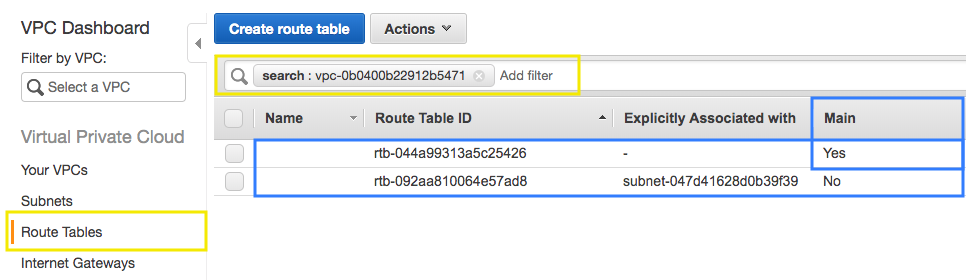 VPC Dashboard
Filter by VPC:
Select a VPC
Virtual Private Cloud
Your VPCs
Subnets
Route Tables
Internet Gateways
Create route table Actions
search : vpc-0b0400b22912b5471 Add filter
Name Route Table ID Explicitly Associated with Main
rtb-044a99313a5c25426 - Yes
rtb-092aa810064e57ad8 subnet-047d41628d0b39f39 No